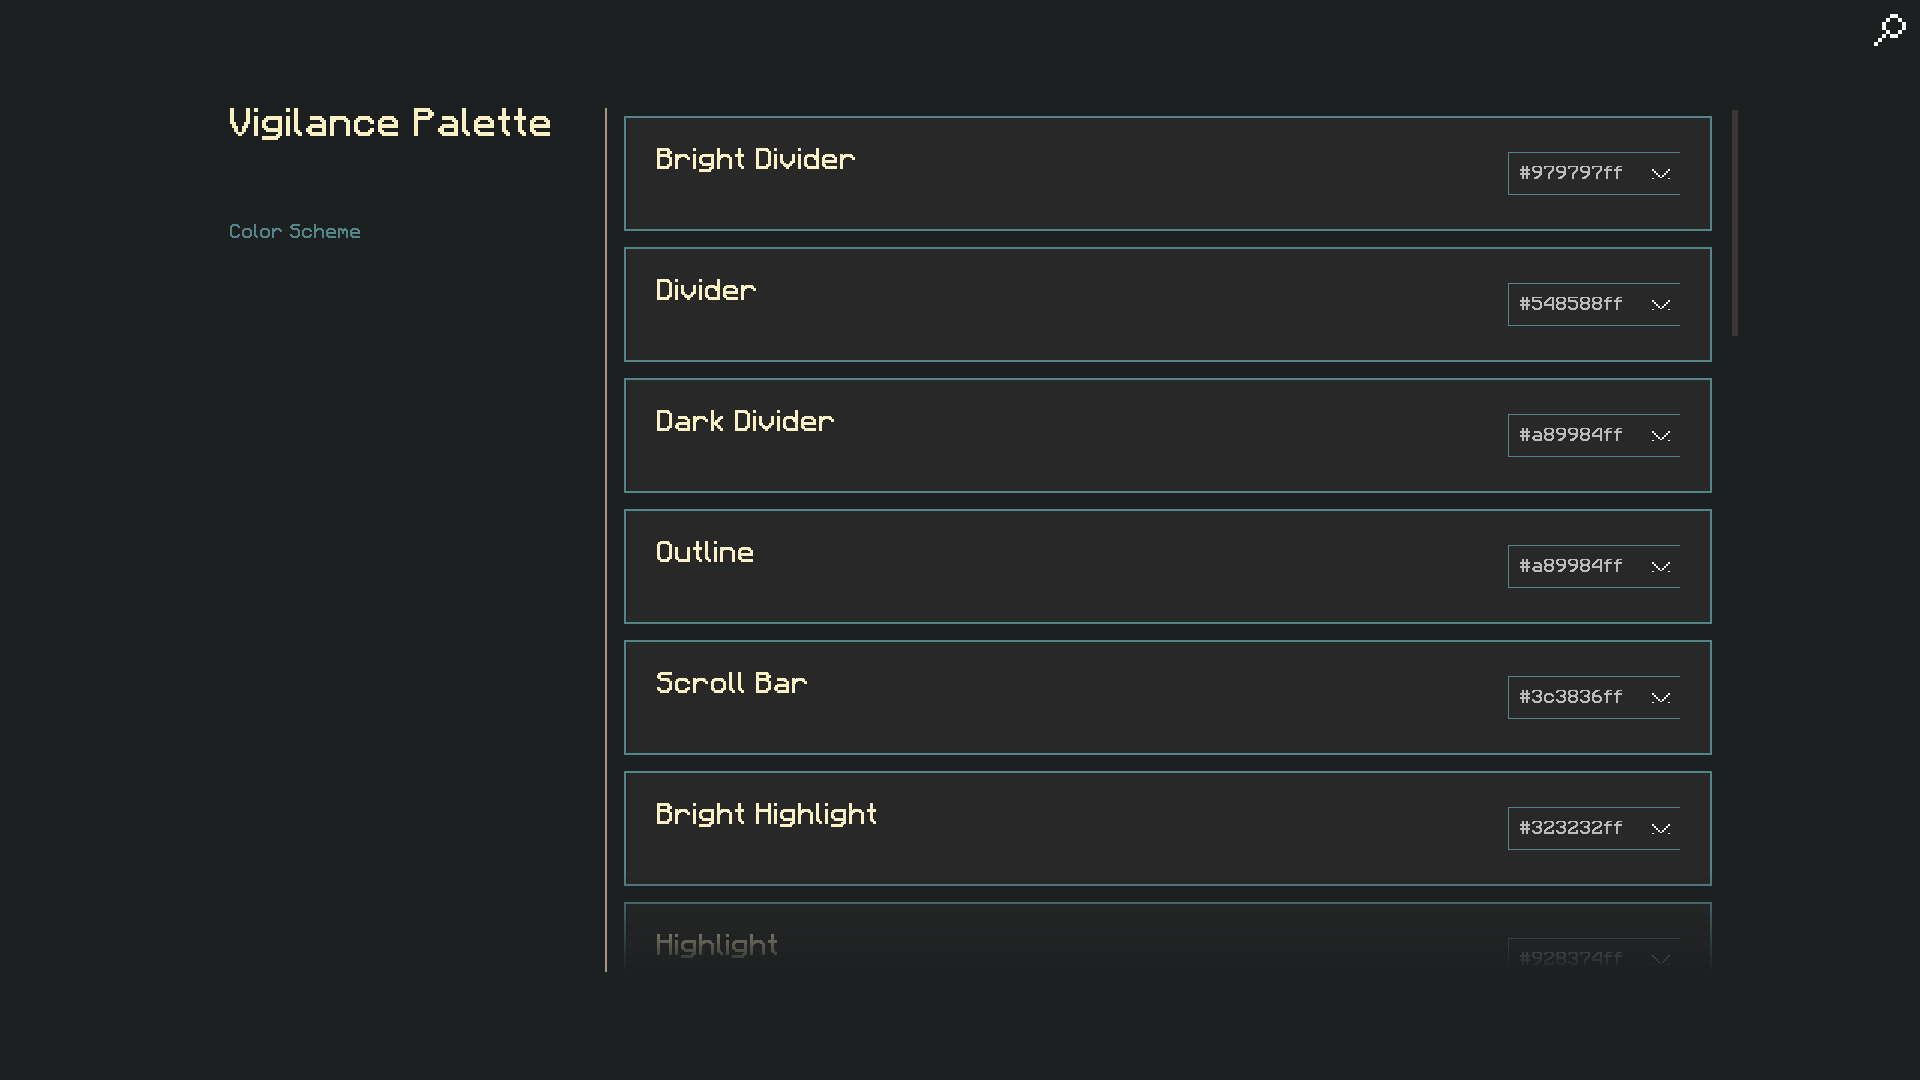 Vigilance Palette
Color Scheme
Bright Divider
#979797ff
Divider
#548588ff
Dark Divider
#a89984ff
Outline
#a89984ff
Scroll Bar
#3c3836ff
Bright Highlight
#323232ff
Highlight
#928374ff